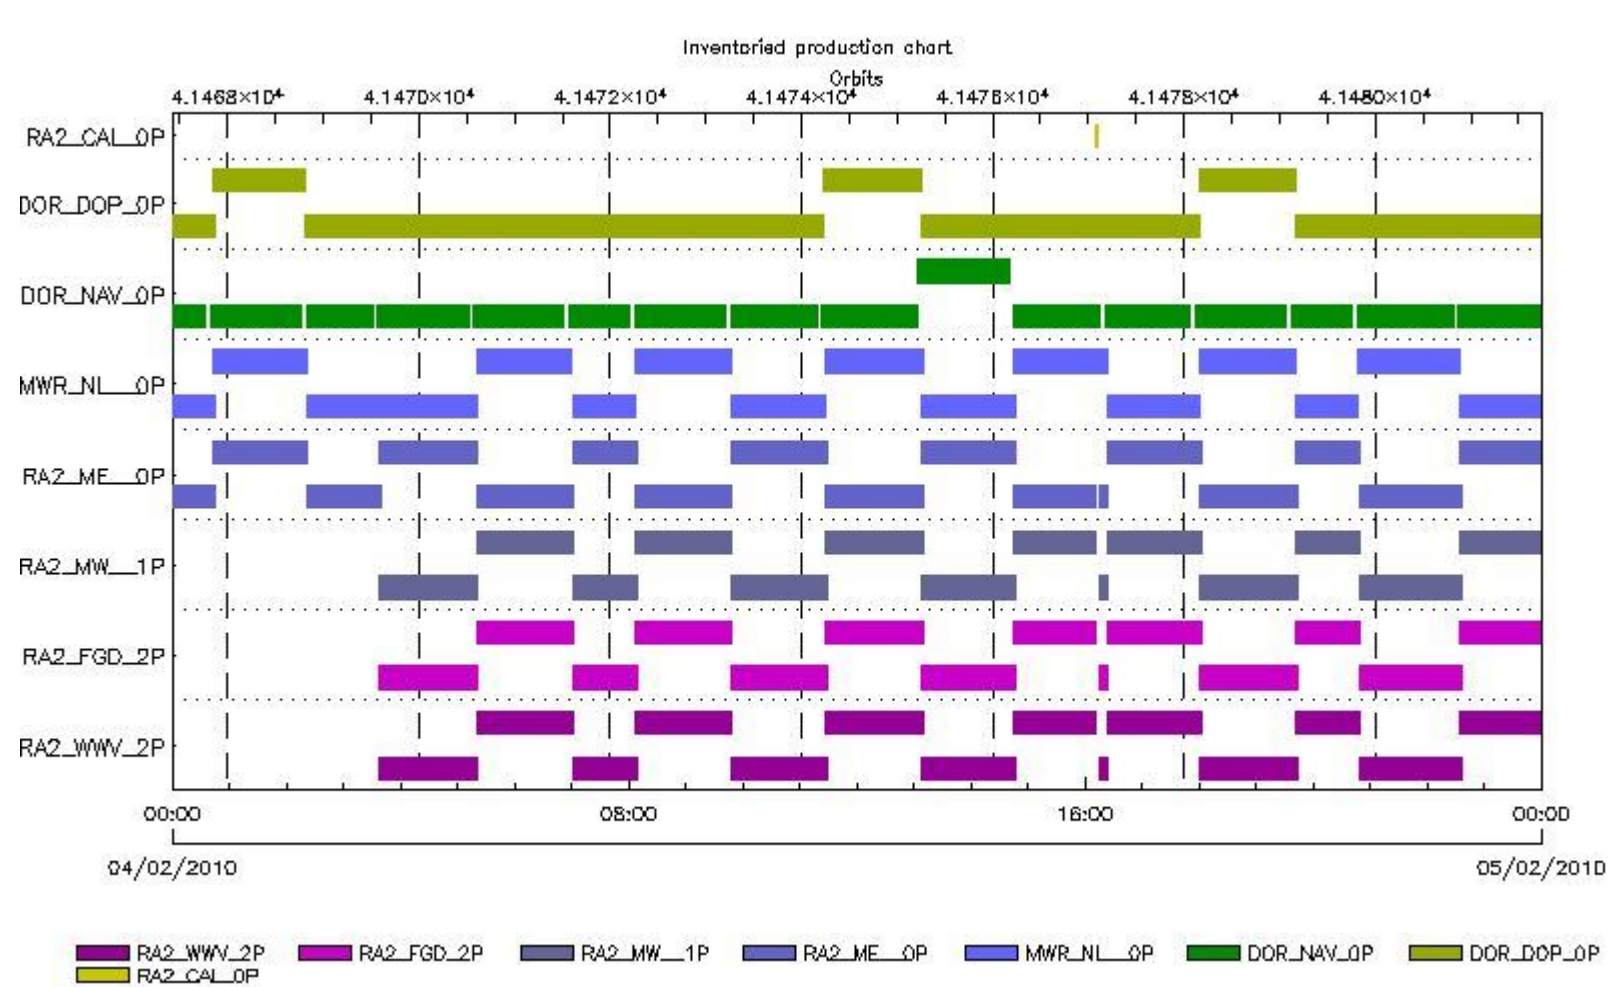 Inventoried production chart
Orbits
4.1468×10⁴ 4.1470×10⁴ 4.1472×10⁴ 4.1474×10⁴ 4.1476×10⁴ 4.1478×10⁴ 4.1480×10⁴
RA2_CAL_0P
DOR_DOP_0P
DOR_NAV_0P
MWR_NL__0P
RA2_ME__0P
RA2_MW__1P
RA2_FGD_2P
RA2_WWV_2P
00:00 08:00 16:00 00:00
04/02/2010 05/02/2010
RA2_WWV_2P RA2_FGD_2P RA2_MW__1P RA2_ME__0P MWR_NL__0P DOR_NAV_0P DOR_DOP_0P
RA2_CAL_0P